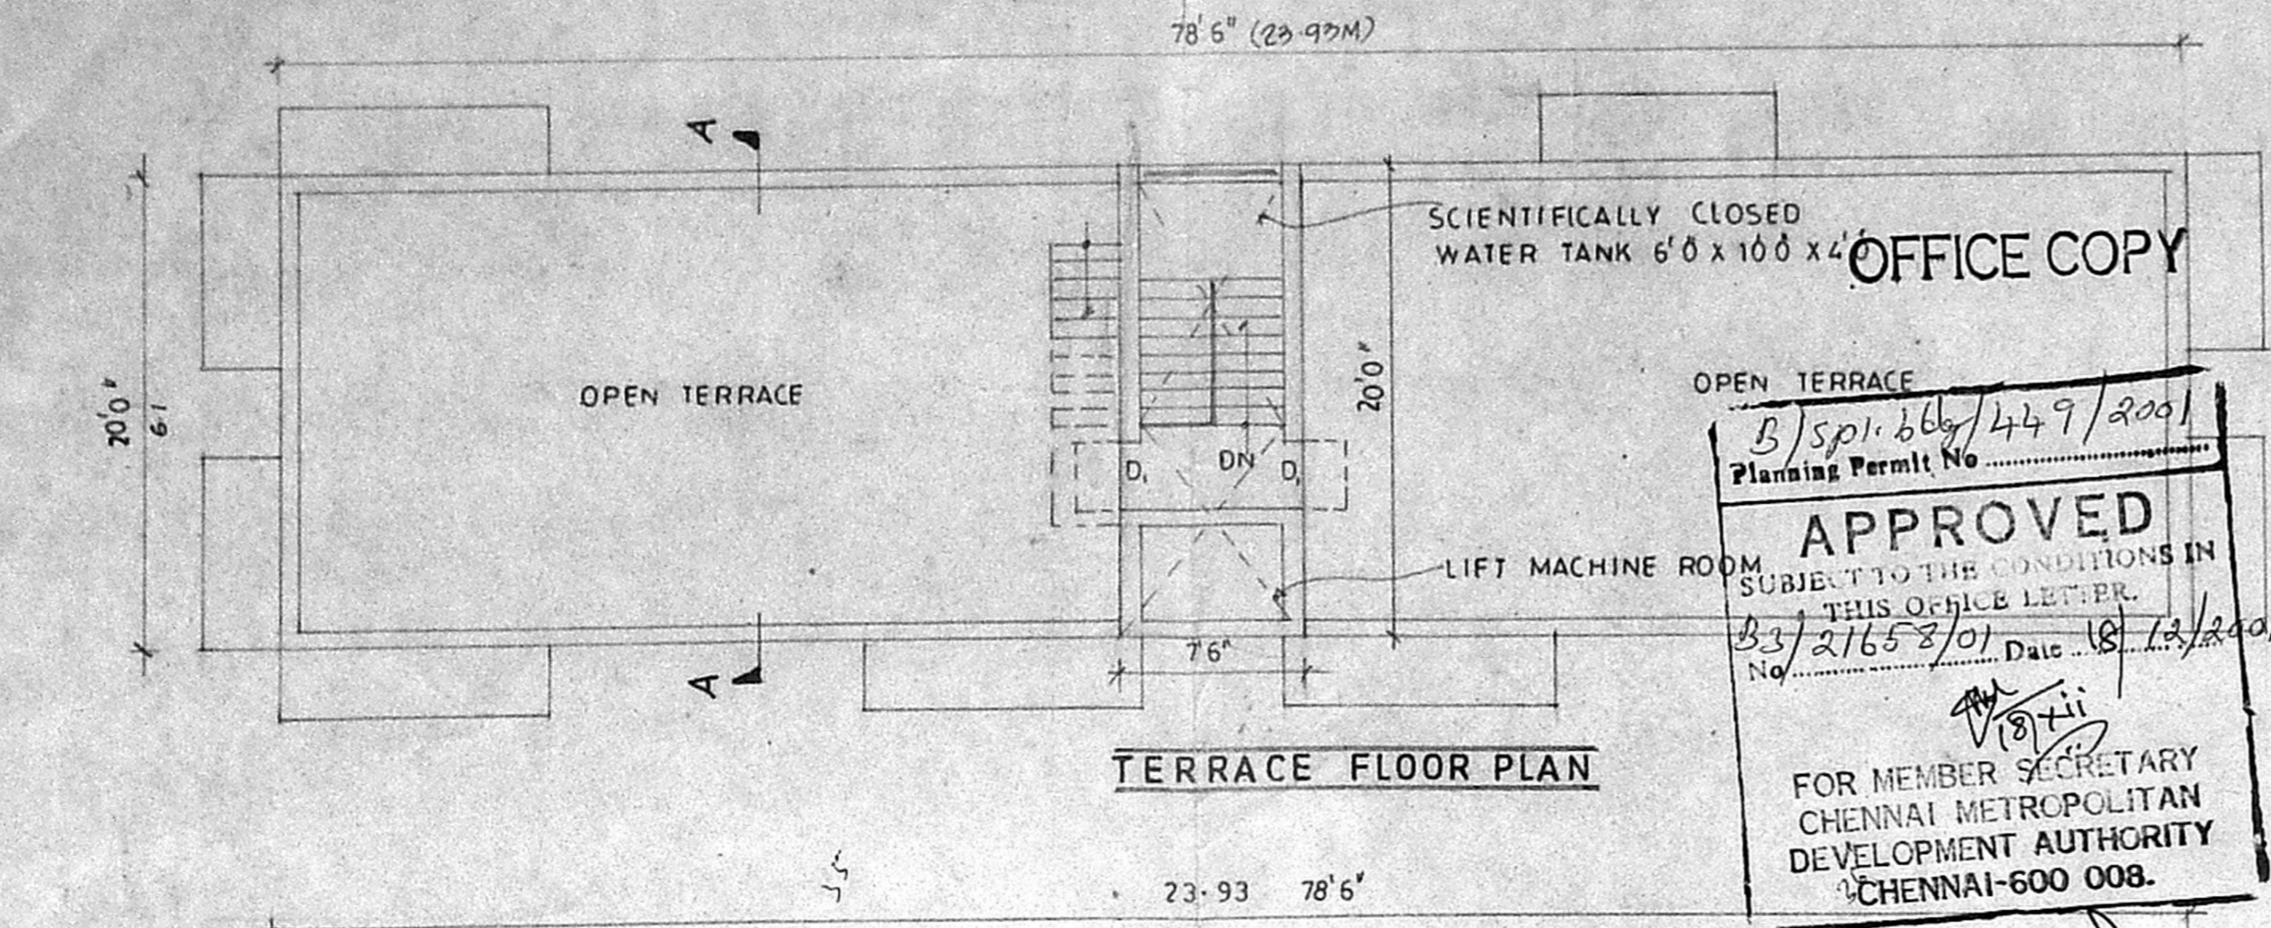 78'6" (23.93M)
A
SCIENTIFICALLY CLOSED
WATER TANK 6'0 X 10'0 X 4'
OFFICE COPY
20'0"
6.1
OPEN TERRACE
20'0"
OPEN TERRACE
B/Spl. bldg/449/2001
Planning Permit No
D1
DN
D1
APPROVED
SUBJECT TO THE CONDITIONS IN
THIS OFFICE LETTER.
LIFT MACHINE ROOM
B3/21658/01 Date 18/12/2001
No
7'6"
A
18/xii
TERRACE FLOOR PLAN
FOR MEMBER SECRETARY
CHENNAI METROPOLITAN
DEVELOPMENT AUTHORITY
CHENNAI-600 008.
23.93 78'6"